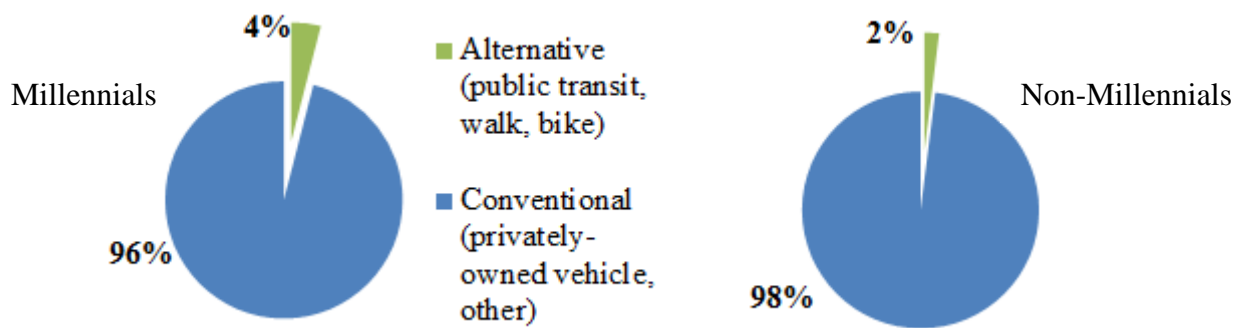 4%
Millennials
96%
Alternative
(public transit,
walk, bike)
Conventional
(privately-
owned vehicle,
other)
2%
Non-Millennials
98%